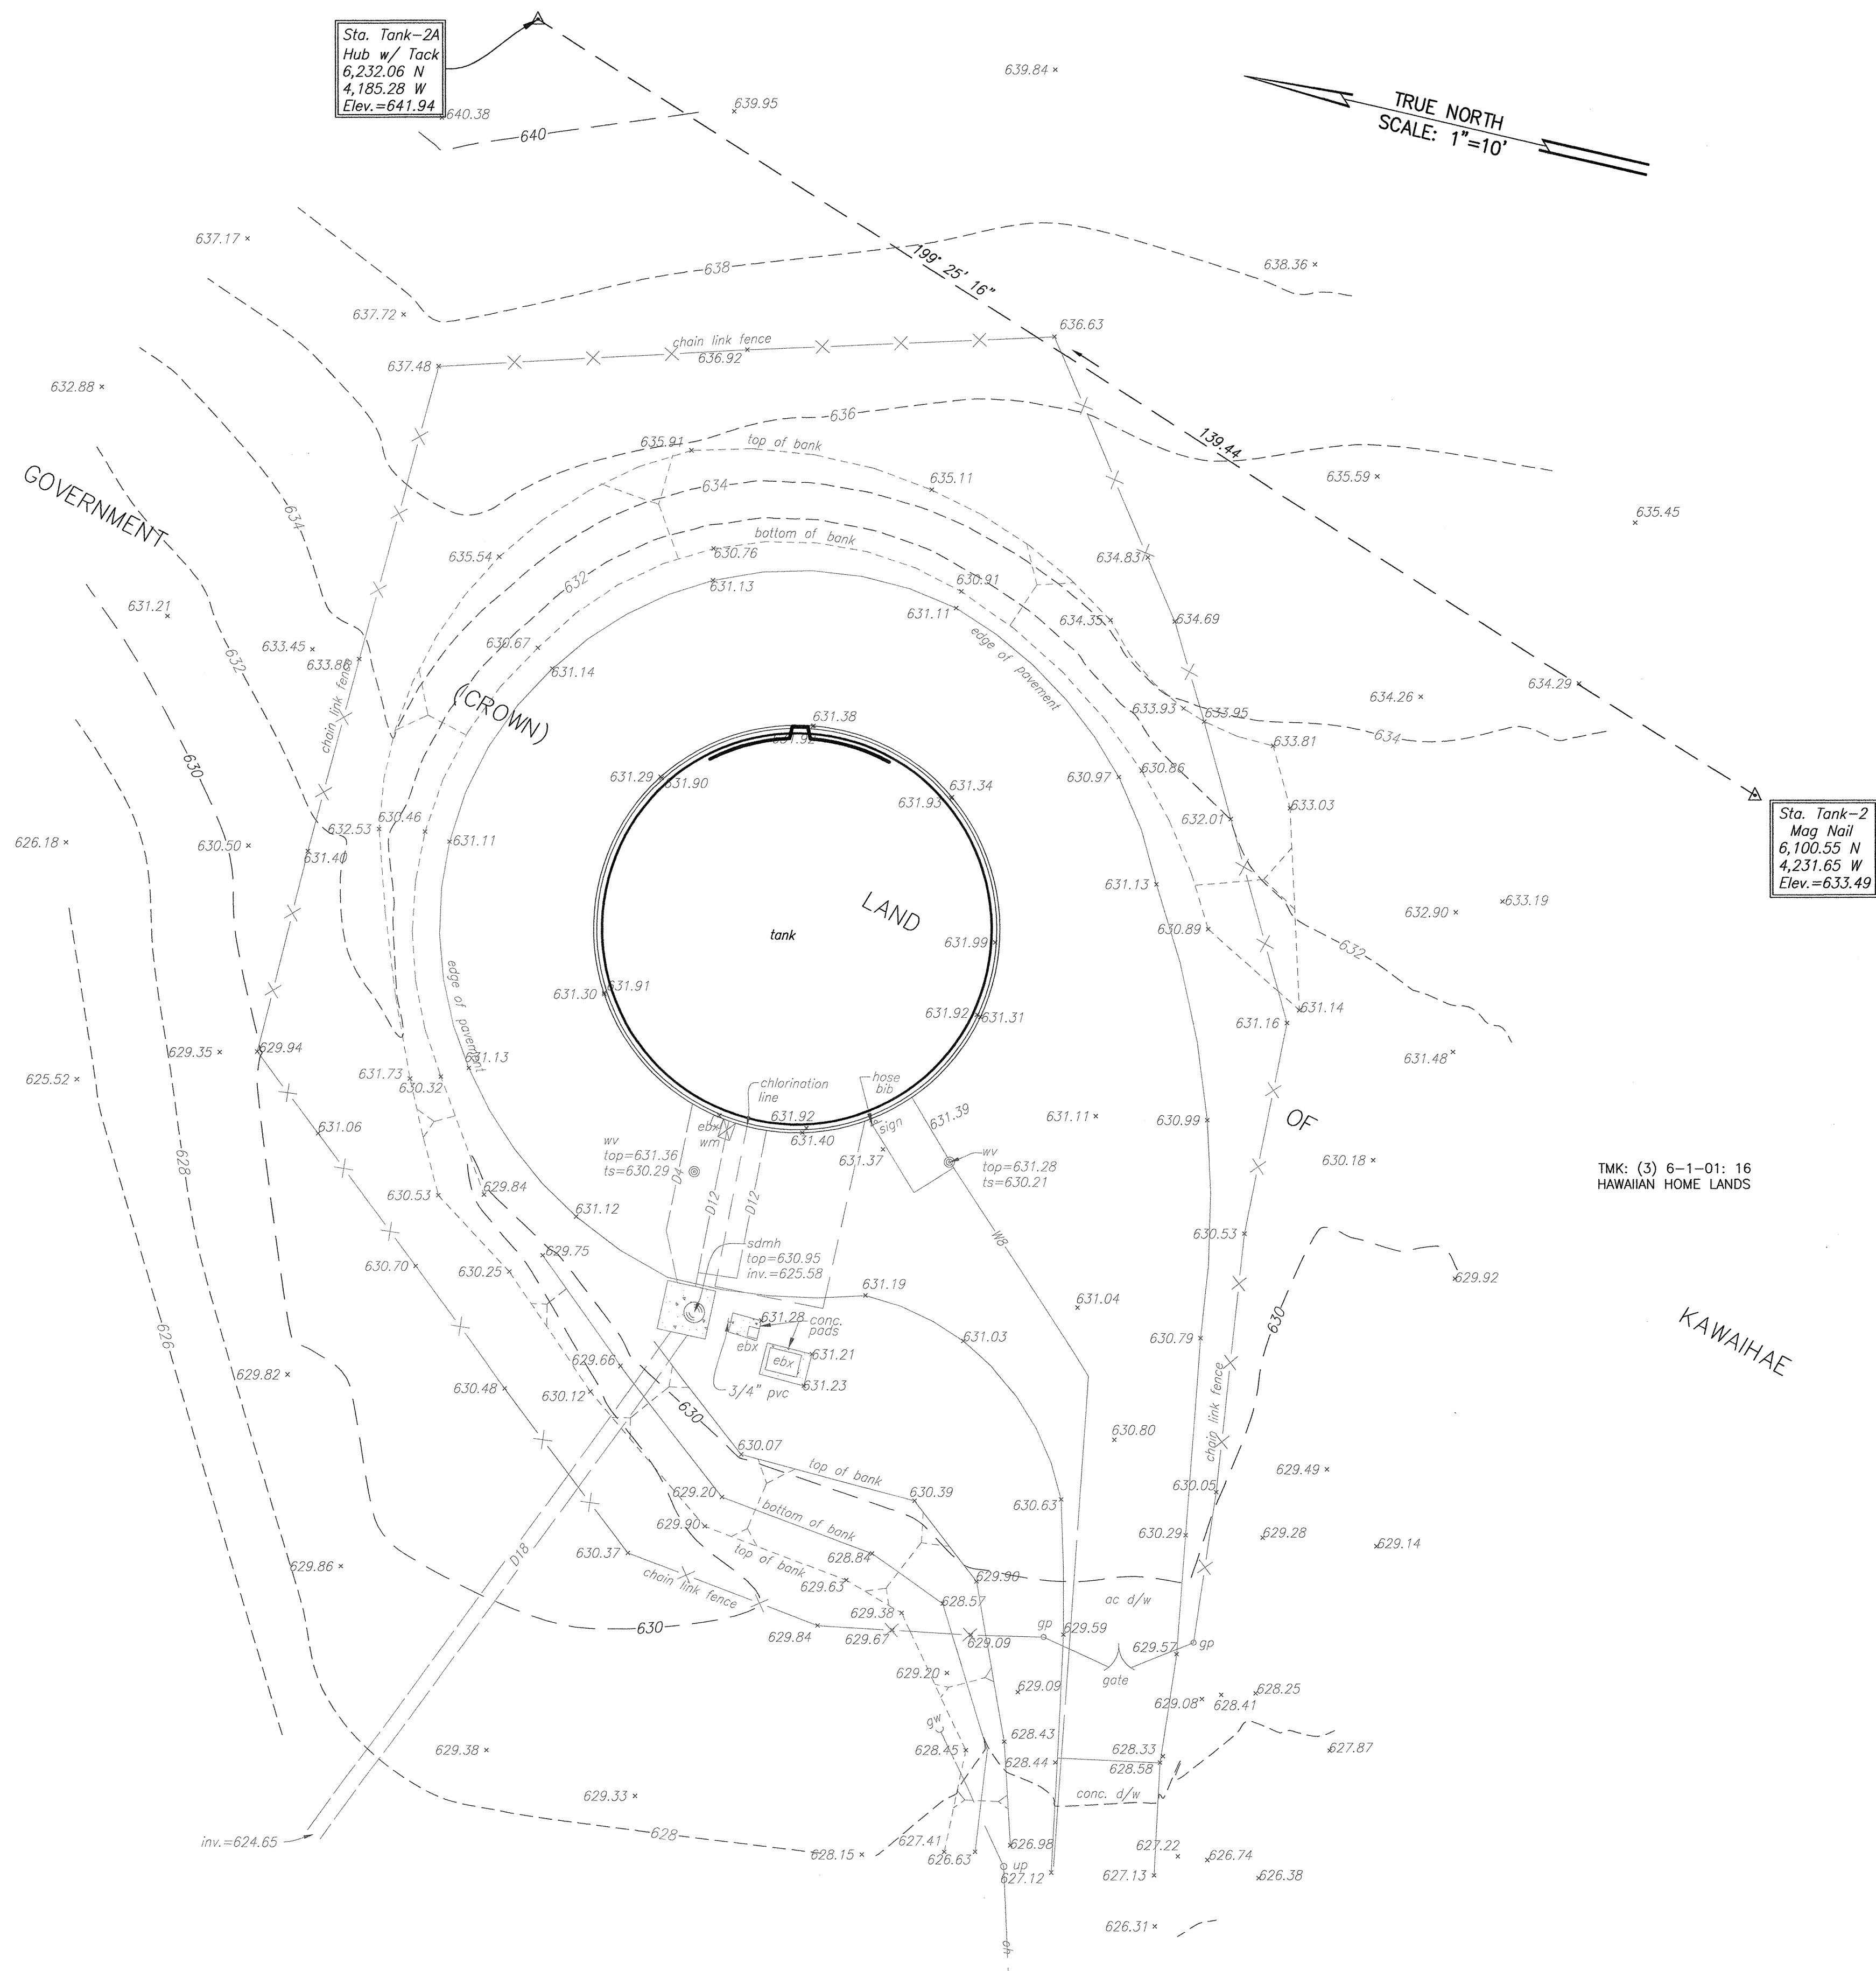 Sta. Tank-2A
Hub w/ Tack
6,232.06 N
4,185.28 W
Elev.=641.94
640.38
640
639.95
639.84
TRUE NORTH
SCALE: 1"=10'
637.17
638
199° 25' 16"
638.36
637.72
chain link fence
636.92
636.63
637.48
632.88
636
139.44
635.91
top of bank
635.11
635.59
635.45
GOVERNMENT
634
634
bottom of bank
635.54
630.76
634.83
632
631.13
630.91
631.11
631.21
634.35
634.69
633.45
633.86
630.67
631.14
632
edge of pavement
chain link fence
(CROWN)
634.26
634.29
633.93
633.95
631.38
631.92
634
633.81
630
631.29
631.90
631.34
631.93
630.97
630.86
633.03
632.01
Sta. Tank-2
Mag Nail
6,100.55 N
4,231.65 W
Elev.=633.49
632.53
630.46
631.11
626.18
630.50
631.40
631.13
LAND
tank
632.90
633.19
630.89
631.99
632
edge of pavement
631.30
631.91
631.92
631.31
631.14
631.16
629.35
629.94
631.13
631.48
625.52
631.73
630.32
chlorination
line
hose
bib
631.92
631.40
ebx
wm
sign
631.39
631.11
630.99
OF
631.06
628
wv
top=631.36
ts=630.29
D4
631.37
wv
top=631.28
ts=630.21
630.18
TMK: (3) 6-1-01: 16
HAWAIIAN HOME LANDS
630.53
629.84
D12
D12
631.12
W8
630.53
629.75
sdmh
top=630.95
inv.=625.58
630.70
630.25
631.19
629.92
631.04
626
630
631.28
conc.
pads
ebx
631.03
630.79
KAWAIHAE
629.66
631.21
ebx
629.82
630.48
630.12
631.23
3/4" pvc
chain link fence
630
630.80
630.07
top of bank
629.49
629.20
630.39
630.63
630.05
629.90
bottom of bank
630.29
629.28
629.14
D18
630.37
628.84
top of bank
629.86
chain link fence
629.63
629.90
ac d/w
628.57
629.38
630
629.84
629.67
629.09
gp
629.59
629.57
gp
629.20
gate
629.09
629.08
628.41
628.25
gw
628.43
629.38
628.45
628.44
628.33
628.58
627.87
629.33
conc. d/w
inv.=624.65
628
628.15
627.41
626.63
626.98
627.22
626.74
up
627.12
627.13
626.38
626.31
oh